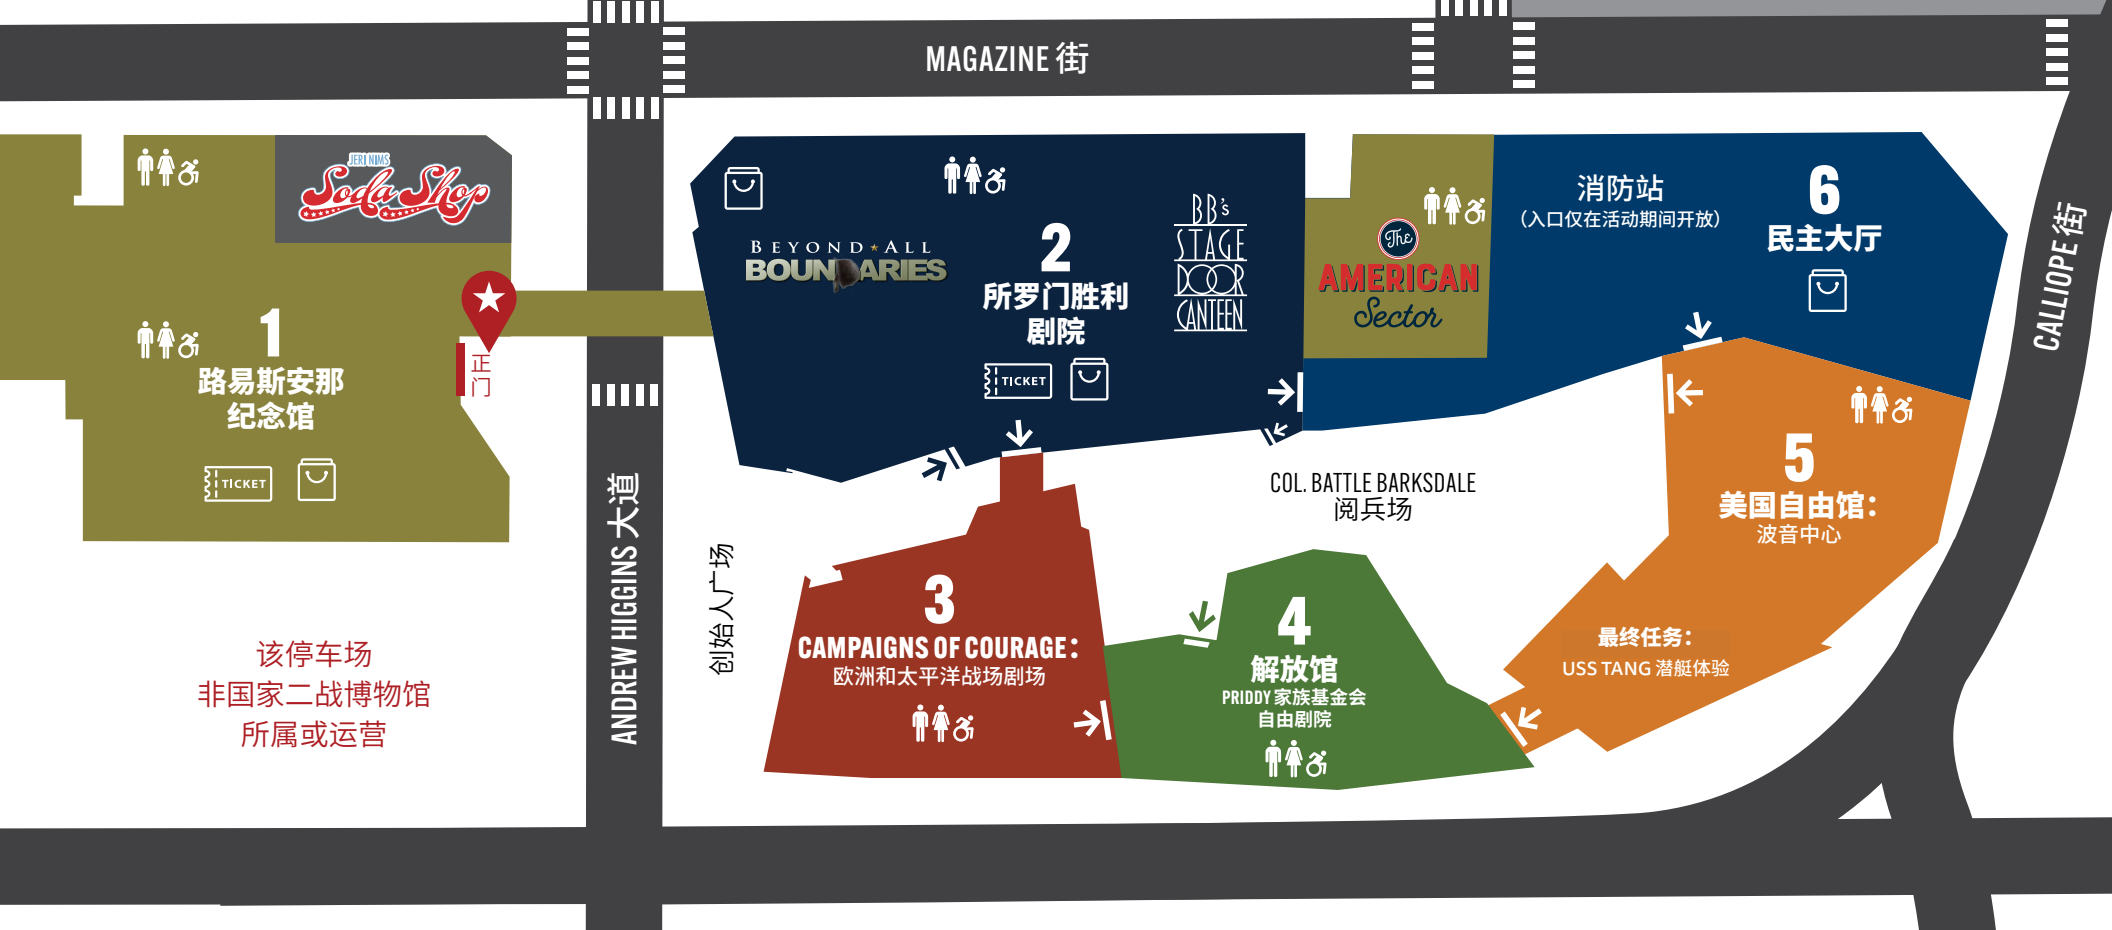 MAGAZINE 街
JERI NIMS
Soda Shop
1
路易斯安那
纪念馆
TICKET
正
门
该停车场
非国家二战博物馆
所属或运营
ANDREW HIGGINS 大道
创始人广场
BEYOND ALL
BOUNDARIES
2
所罗门胜利
剧院
TICKET
BB's
STAGE
DOOR
CANTEEN
The
AMERICAN
Sector
消防站
（入口仅在活动期间开放）
6
民主大厅
CALLIOPE 街
COL. BATTLE BARKSDALE
阅兵场
5
美国自由馆：
波音中心
最终任务：
USS TANG 潜艇体验
3
CAMPAIGNS OF COURAGE：
欧洲和太平洋战场剧场
4
解放馆
PRIDDY 家族基金会
自由剧院